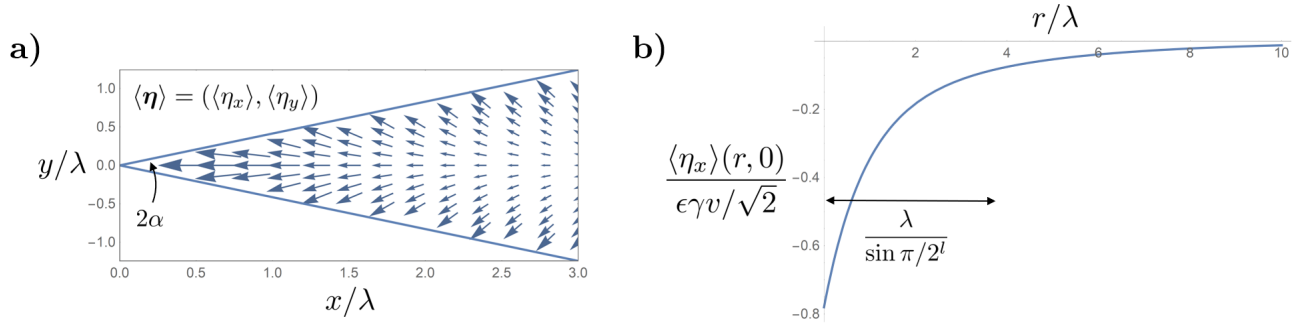 a)
⟨η⟩ = (⟨η_x⟩, ⟨η_y⟩)
y/λ
1.0
0.5
0.0
−0.5
−1.0
2α
0.0 0.5 1.0 1.5 2.0 2.5 3.0
x/λ
b)
r/λ
2 4 6 8 10
−0.2
−0.4
−0.6
−0.8
⟨η_x⟩(r, 0)
ϵγv/√2
λ
sin π/2^l